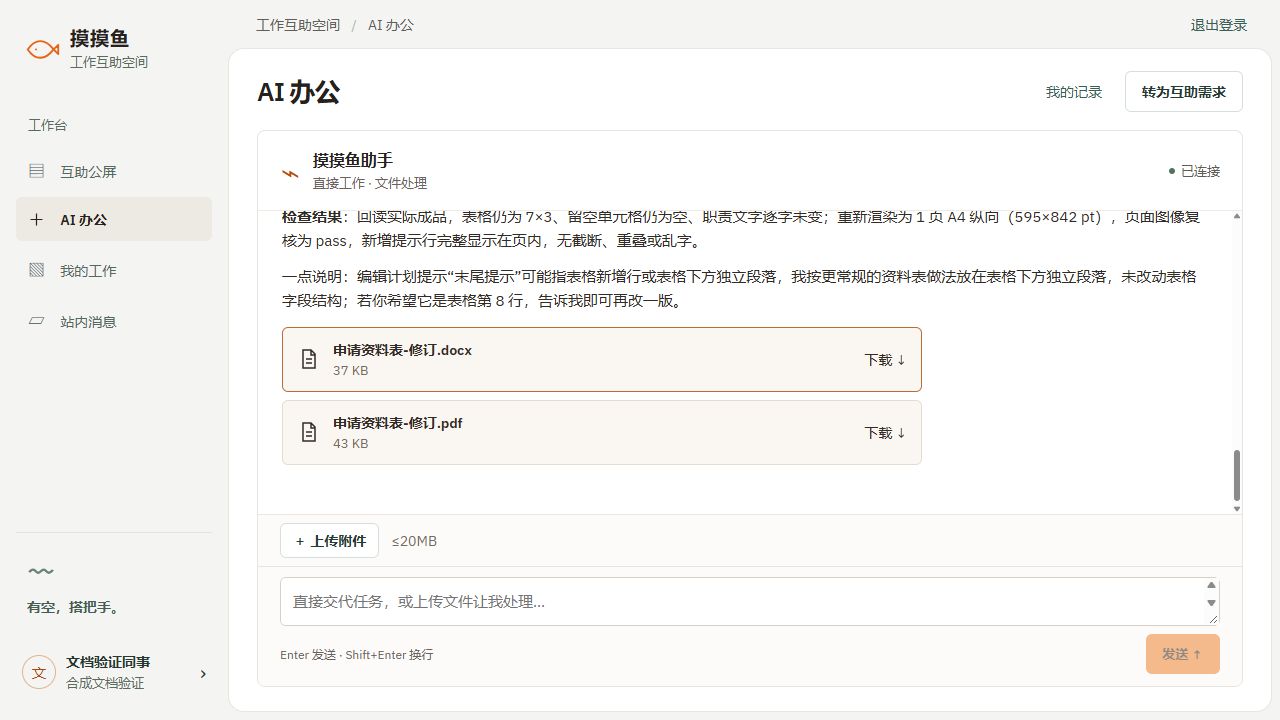 摸摸鱼
工作互助空间
工作台
互助公屏
AI 办公
我的工作
站内消息
有空，搭把手。
文
文档验证同事
合成文档验证
工作互助空间 / AI 办公
退出登录
AI 办公
我的记录
转为互助需求
摸摸鱼助手
直接工作 · 文件处理
已连接
检查结果：回读实际成品，表格仍为 7×3、留空单元格仍为空、职责文字逐字未变；重新渲染为 1 页 A4 纵向（595×842 pt），页面图像复
核为 pass，新增提示行完整显示在页内，无截断、重叠或乱字。
一点说明：编辑计划提示“末尾提示”可能指表格新增行或表格下方独立段落，我按更常规的资料表做法放在表格下方独立段落，未改动表格
字段结构；若你希望它是表格第 8 行，告诉我即可再改一版。
申请资料表-修订.docx
37 KB
下载 ↓
申请资料表-修订.pdf
43 KB
下载 ↓
+ 上传附件
≤20MB
直接交代任务，或上传文件让我处理...
Enter 发送 · Shift+Enter 换行
发送 ↑